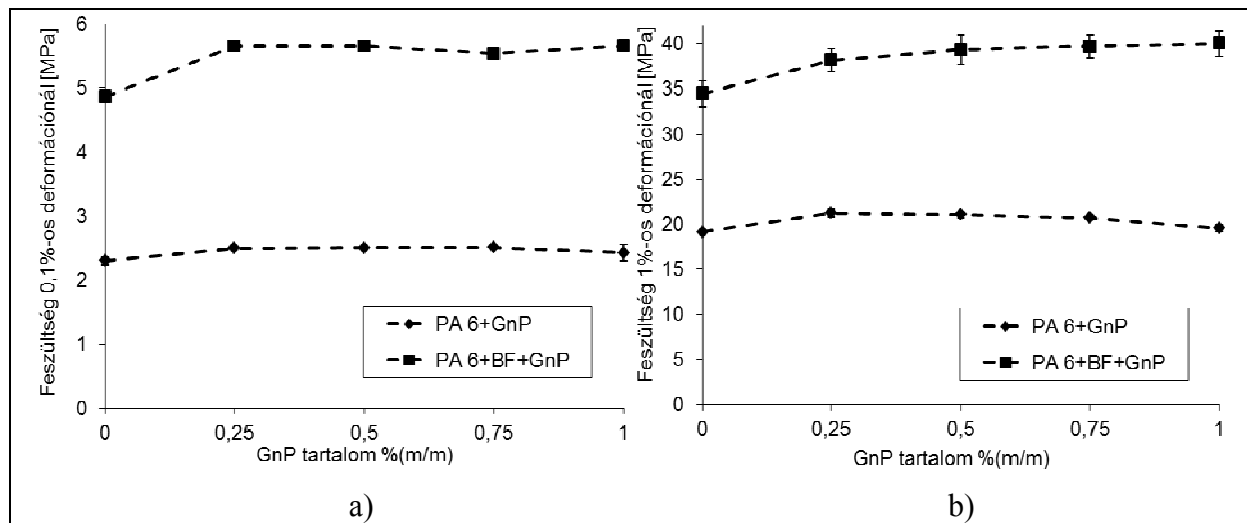 Feszültség 0,1%-os deformációnál [MPa]
6
5
4
3
2
1
0
0
0,25
0,5
0,75
1
GnP tartalom %(m/m)
PA 6+GnP
PA 6+BF+GnP
a)
Feszültség 1%-os deformációnál [MPa]
40
35
30
25
20
15
10
5
0
0
0,25
0,5
0,75
1
GnP tartalom %(m/m)
PA 6+GnP
PA 6+BF+GnP
b)